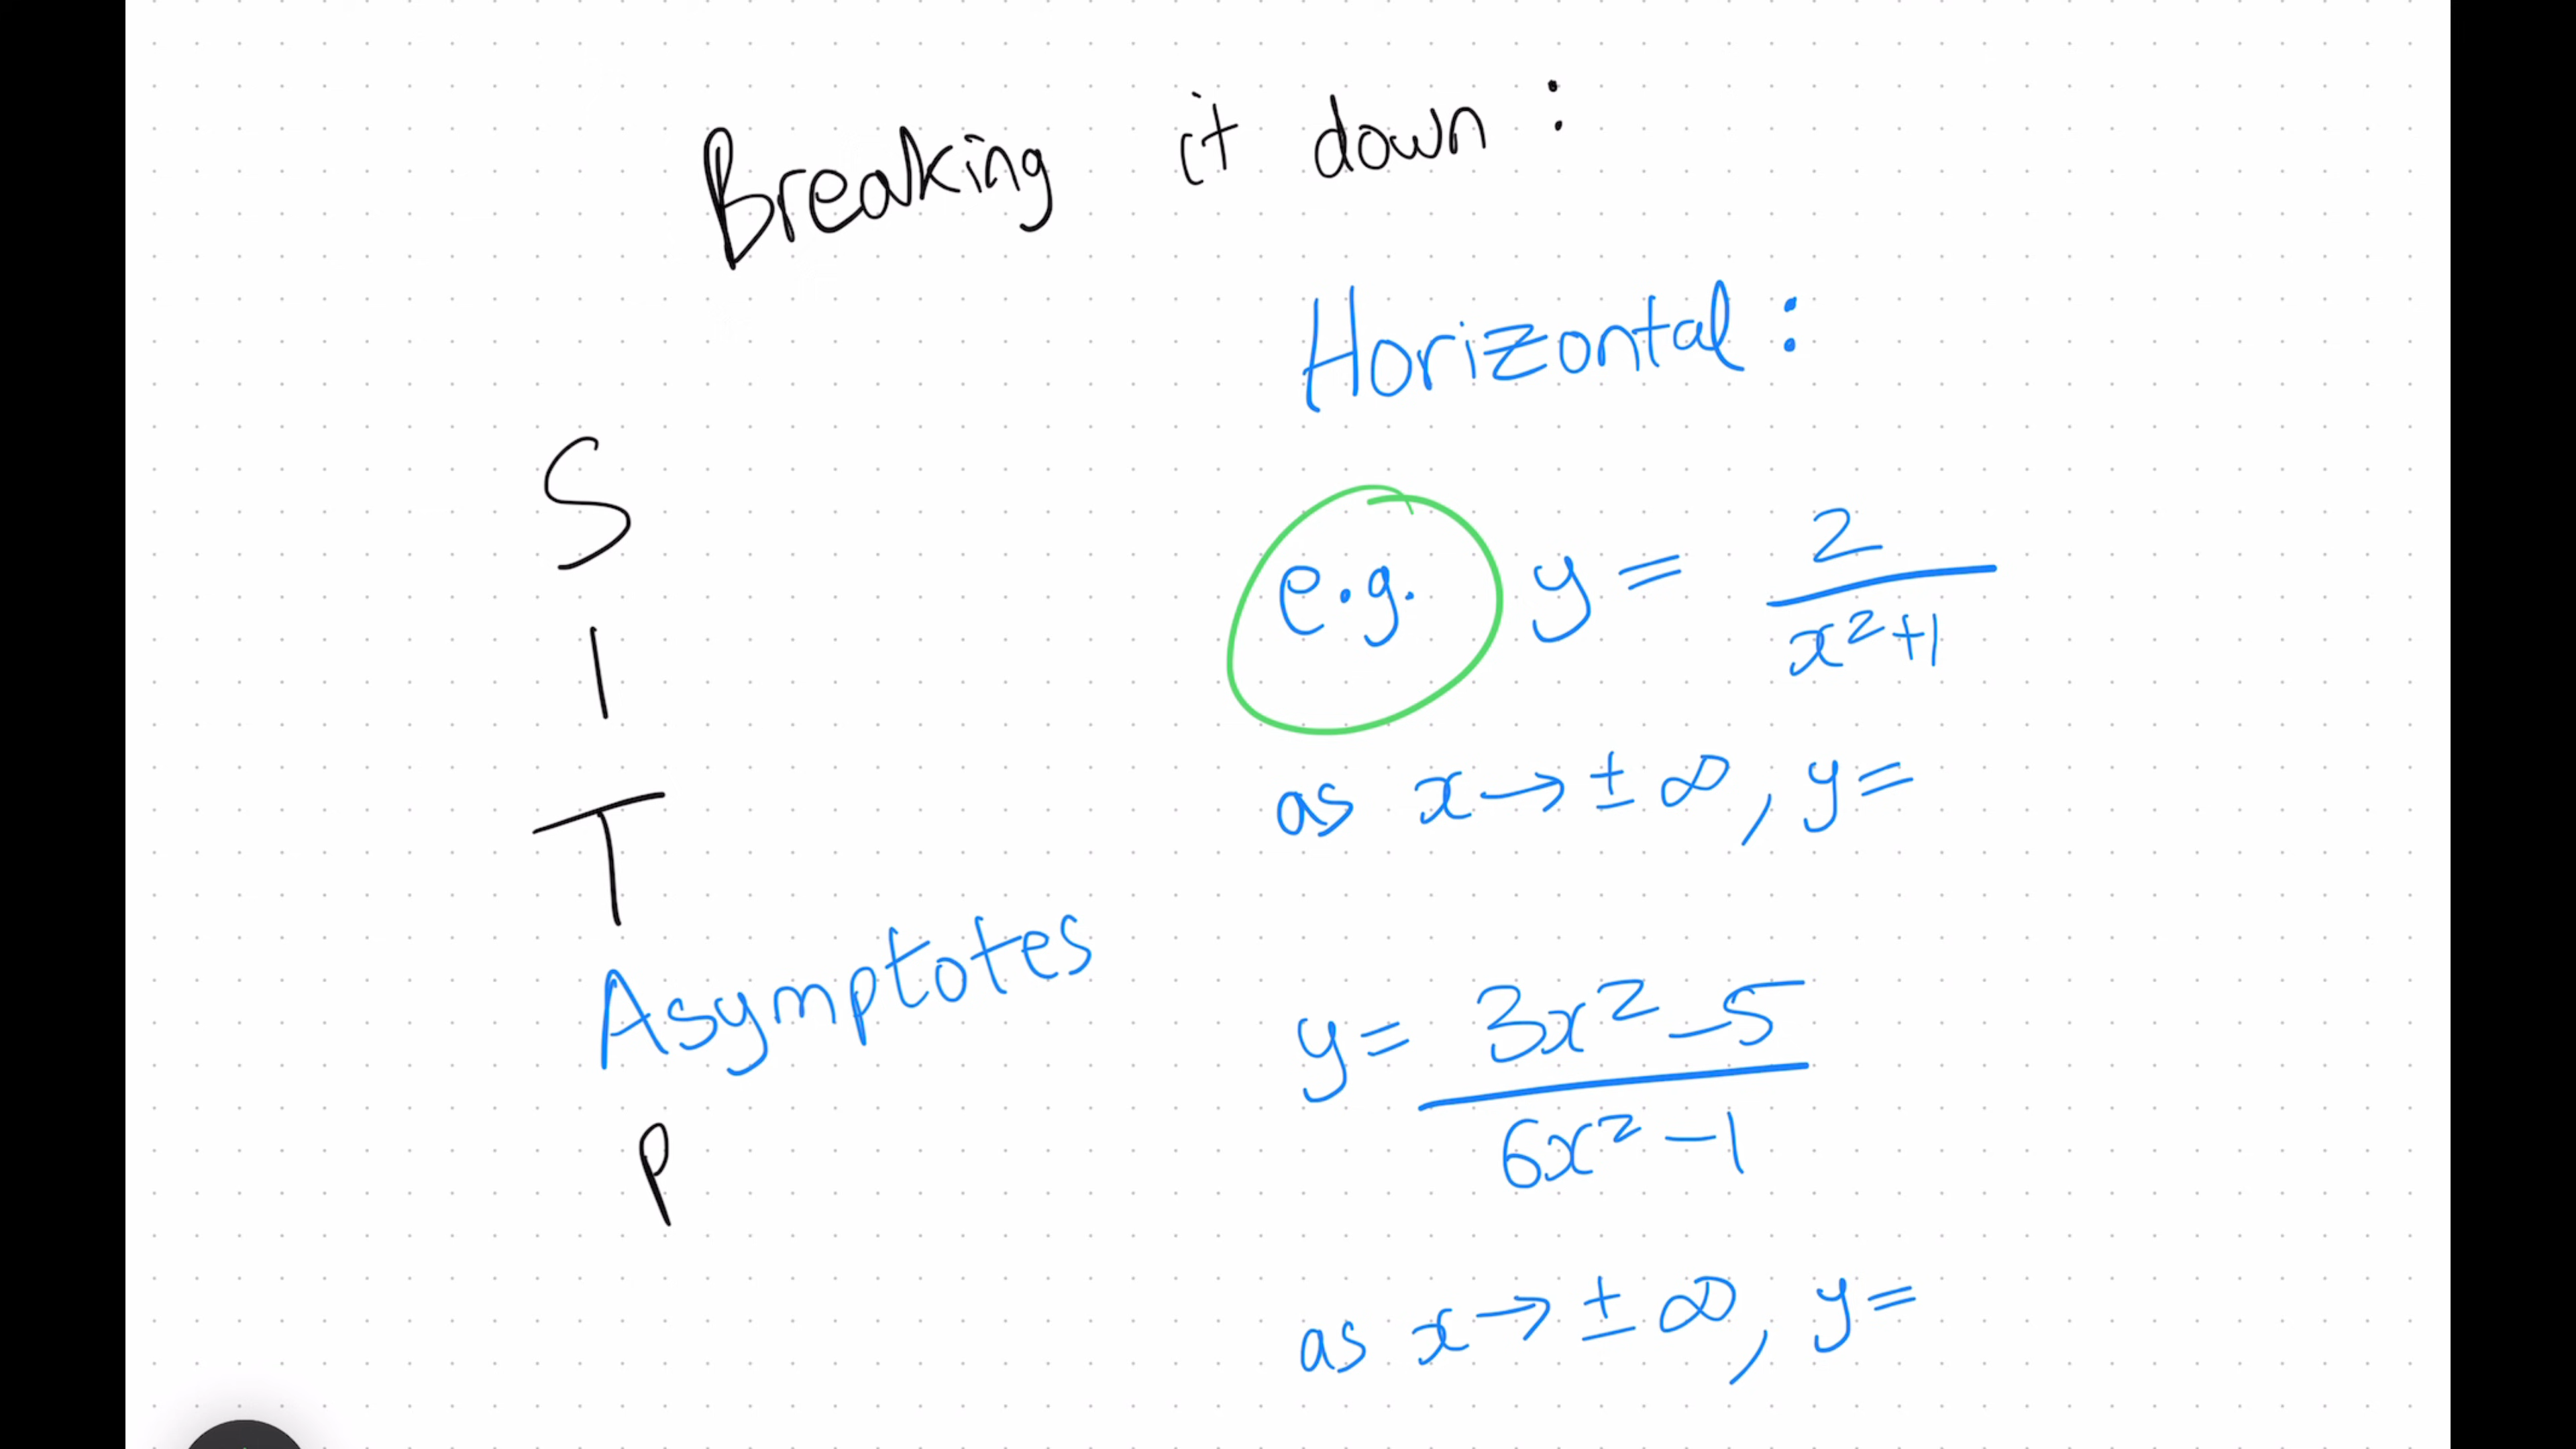 Breaking it down :
Horizontal :
S
e.g. y = 2/(x²+1)
I
as x → ± ∞, y =
T
Asymptotes
y = (3x² - 5)/(6x² - 1)
P
as x → ± ∞, y =